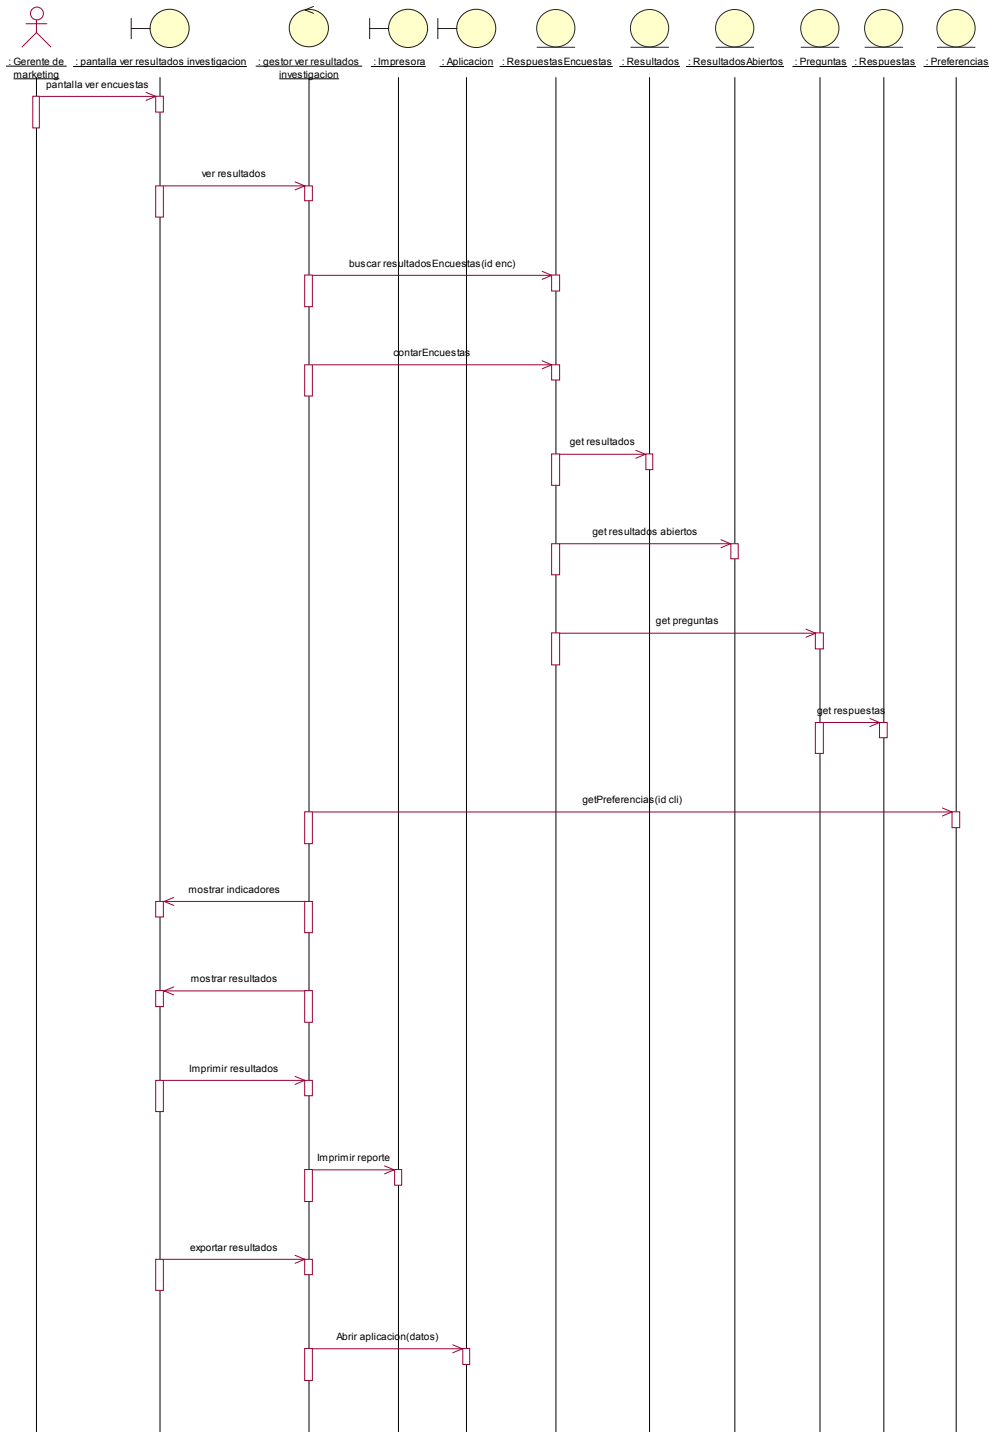 : Gerente de
marketing
: pantalla ver resultados investigacion
: gestor ver resultados
investigacion
: Impresora
: Aplicacion
: RespuestasEncuestas
: Resultados
: ResultadosAbiertos
: Preguntas
: Respuestas
: Preferencias
pantalla ver encuestas
ver resultados
buscar resultadosEncuestas(id enc)
contarEncuestas
get resultados
get resultados abiertos
get preguntas
get respuestas
getPreferencias(id cli)
mostrar indicadores
mostrar resultados
Imprimir resultados
Imprimir reporte
exportar resultados
Abrir aplicacion(datos)